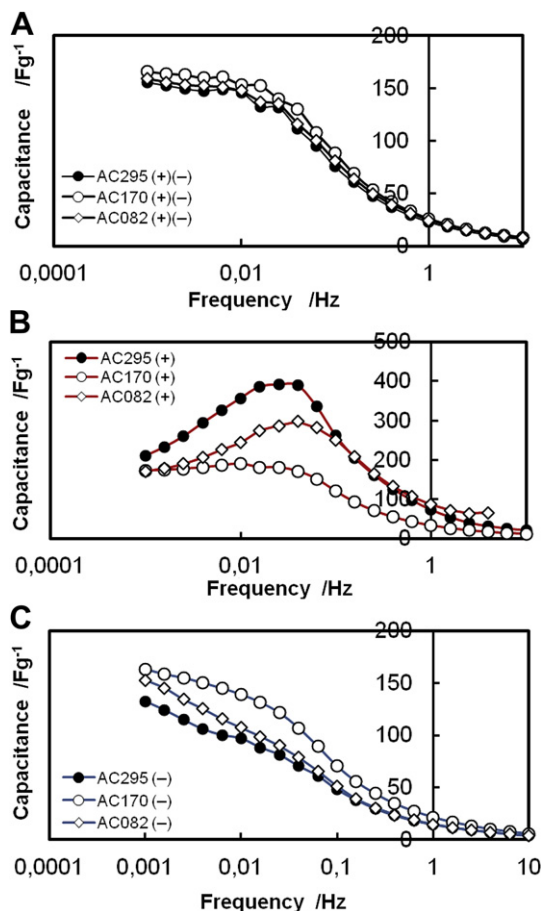 A
Capacitance /Fg⁻¹
200
150
100
50
0
AC295 (+)(−)
AC170 (+)(−)
AC082 (+)(−)
0,0001
0,01
1
Frequency /Hz
B
Capacitance /Fg⁻¹
500
400
300
200
100
0
AC295 (+)
AC170 (+)
AC082 (+)
0,0001
0,01
1
Frequency /Hz
C
Capacitance /Fg⁻¹
200
150
100
50
0
AC295 (−)
AC170 (−)
AC082 (−)
0,0001
0,001
0,01
0,1
1
10
Frequency /Hz